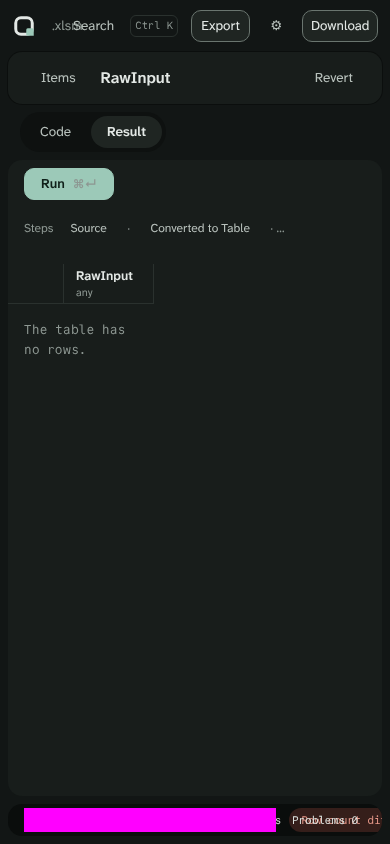 .xlsm Search Ctrl K Export Download
Items RawInput Revert
Code Result
Run ⌘↵
Steps Source · Converted to Table · ...
RawInput
any
The table has
no rows.
s Problems 0